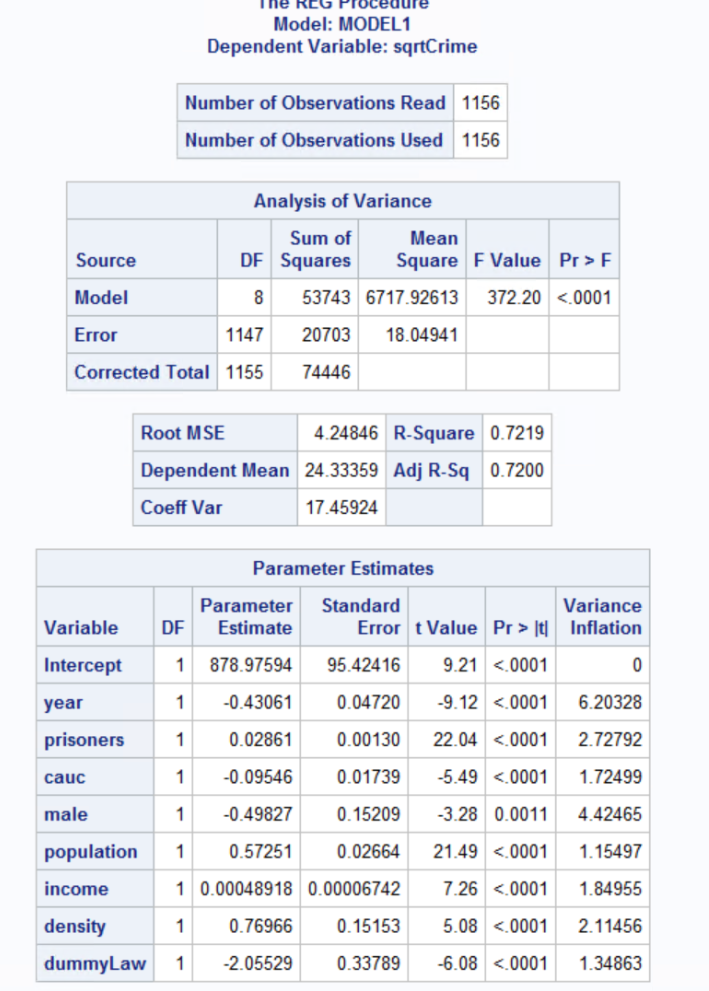 The REG Procedure
Model: MODEL1
Dependent Variable: sqrtCrime
Number of Observations Read 1156
Number of Observations Used 1156
Analysis of Variance
Source DF Sum of Squares Mean Square F Value Pr > F
Model 8 53743 6717.92613 372.20 <.0001
Error 1147 20703 18.04941
Corrected Total 1155 74446
Root MSE 4.24846 R-Square 0.7219
Dependent Mean 24.33359 Adj R-Sq 0.7200
Coeff Var 17.45924
Parameter Estimates
Variable DF Parameter Estimate Standard Error t Value Pr > |t| Variance Inflation
Intercept 1 878.97594 95.42416 9.21 <.0001 0
year 1 -0.43061 0.04720 -9.12 <.0001 6.20328
prisoners 1 0.02861 0.00130 22.04 <.0001 2.72792
cauc 1 -0.09546 0.01739 -5.49 <.0001 1.72499
male 1 -0.49827 0.15209 -3.28 0.0011 4.42465
population 1 0.57251 0.02664 21.49 <.0001 1.15497
income 1 0.00048918 0.00006742 7.26 <.0001 1.84955
density 1 0.76966 0.15153 5.08 <.0001 2.11456
dummyLaw 1 -2.05529 0.33789 -6.08 <.0001 1.34863